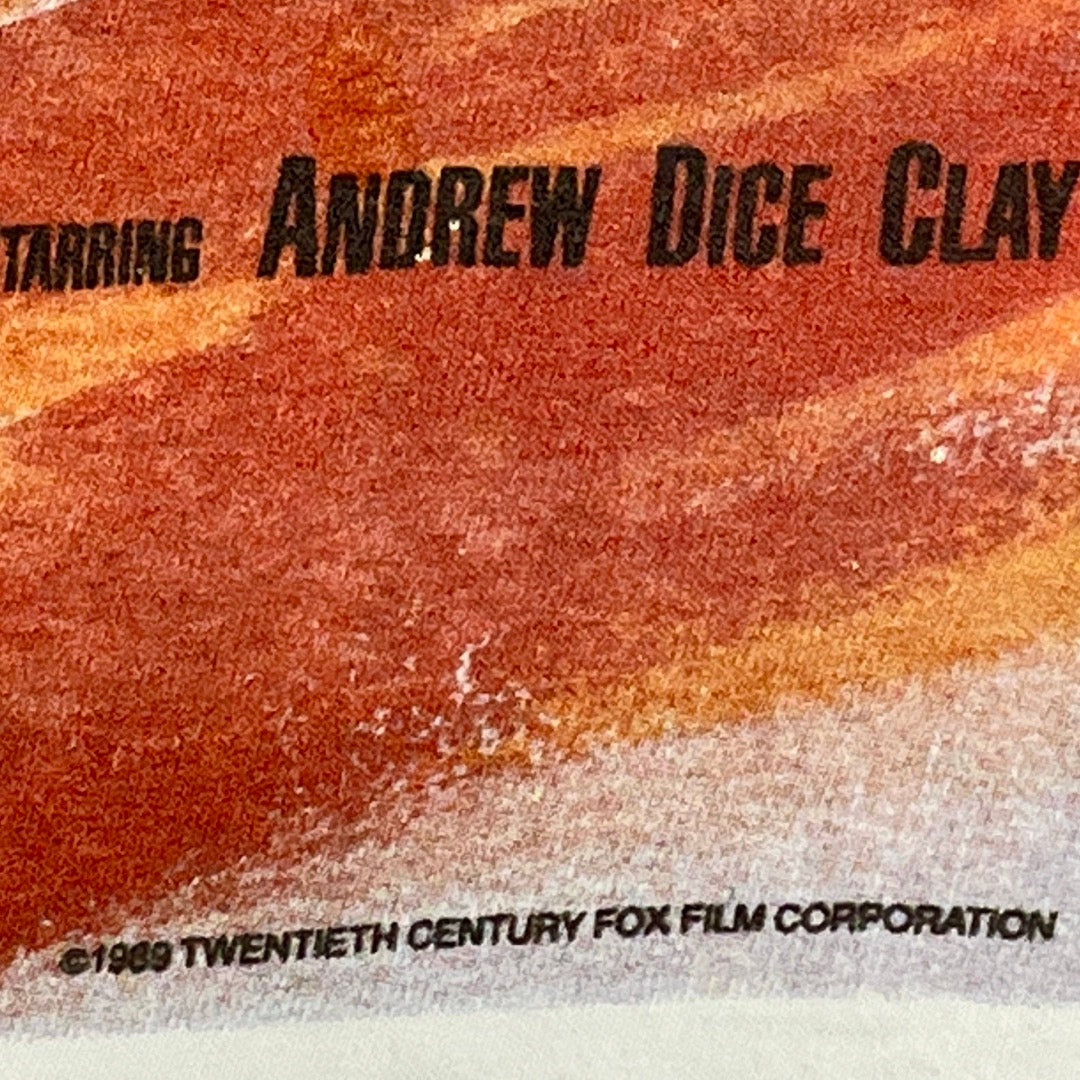 TARRING ANDREW DICE CLAY
©1989 TWENTIETH CENTURY FOX FILM CORPORATION